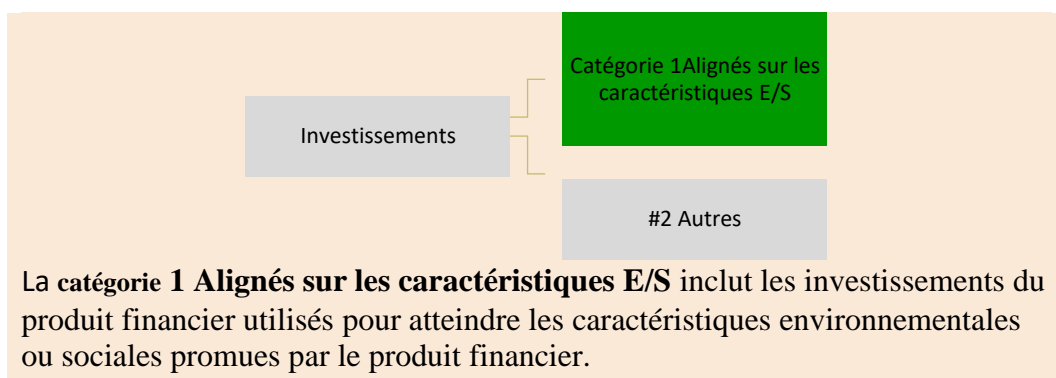 Catégorie 1Alignés sur les
caractéristiques E/S
Investissements
#2 Autres
La catégorie 1 Alignés sur les caractéristiques E/S inclut les investissements du
produit financier utilisés pour atteindre les caractéristiques environnementales
ou sociales promues par le produit financier.